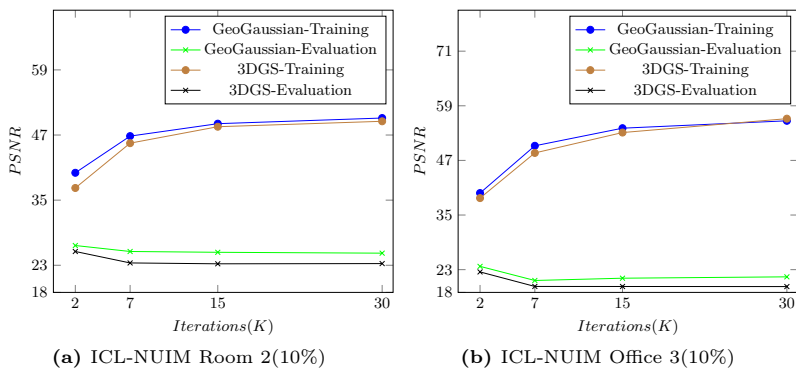 GeoGaussian-Training
GeoGaussian-Evaluation
3DGS-Training
3DGS-Evaluation
PSNR
59
47
35
23
18
2 7 15 30
Iterations(K)
(a) ICL-NUIM Room 2(10%)
GeoGaussian-Training
GeoGaussian-Evaluation
3DGS-Training
3DGS-Evaluation
PSNR
71
59
47
35
23
18
2 7 15 30
Iterations(K)
(b) ICL-NUIM Office 3(10%)